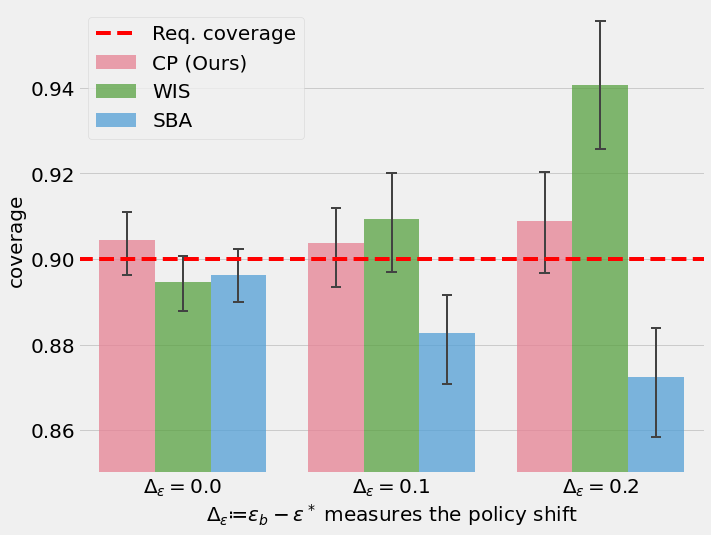 Req. coverage
CP (Ours)
WIS
SBA
0.94
0.92
0.90
0.88
0.86
coverage
Δε = 0.0
Δε = 0.1
Δε = 0.2
Δε≔εb − ε* measures the policy shift